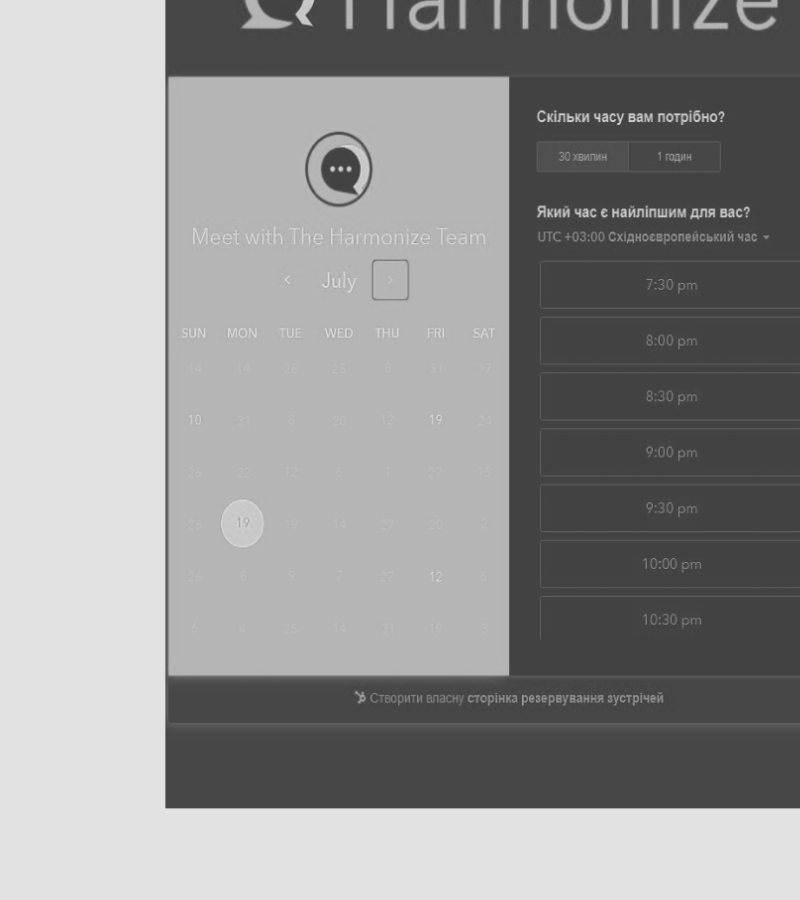 Harmonize
Meet with The Harmonize Team
July
SUN MON TUE WED THU FRI SAT
14 14 26 25 31 17
10 31 8 20 12 19 24
26 22 12 6 1 27 15
25 19 19 14 27 20 2
26 8 9 7 27 12
4 25 14 31 19 3
Скільки часу вам потрібно?
30 хвилин 1 годин
Який час є найліпшим для вас?
UTC +03:00 Східноєвропейський час
7:30 pm
8:00 pm
8:30 pm
9:00 pm
9:30 pm
10:00 pm
10:30 pm
Створити власну сторінка резервування зустрічей